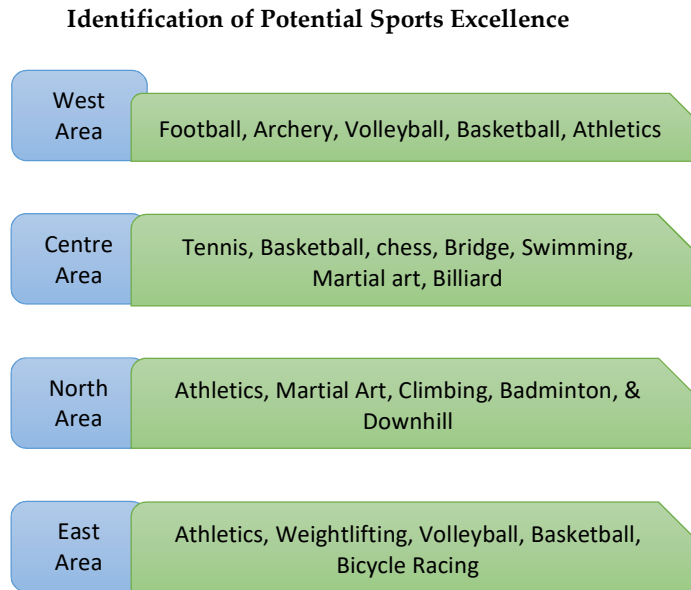 Identification of Potential Sports Excellence
West
Area
Football, Archery, Volleyball, Basketball, Athletics
Centre
Area
Tennis, Basketball, chess, Bridge, Swimming,
Martial art, Billiard
North
Area
Athletics, Martial Art, Climbing, Badminton, &
Downhill
East
Area
Athletics, Weightlifting, Volleyball, Basketball,
Bicycle Racing